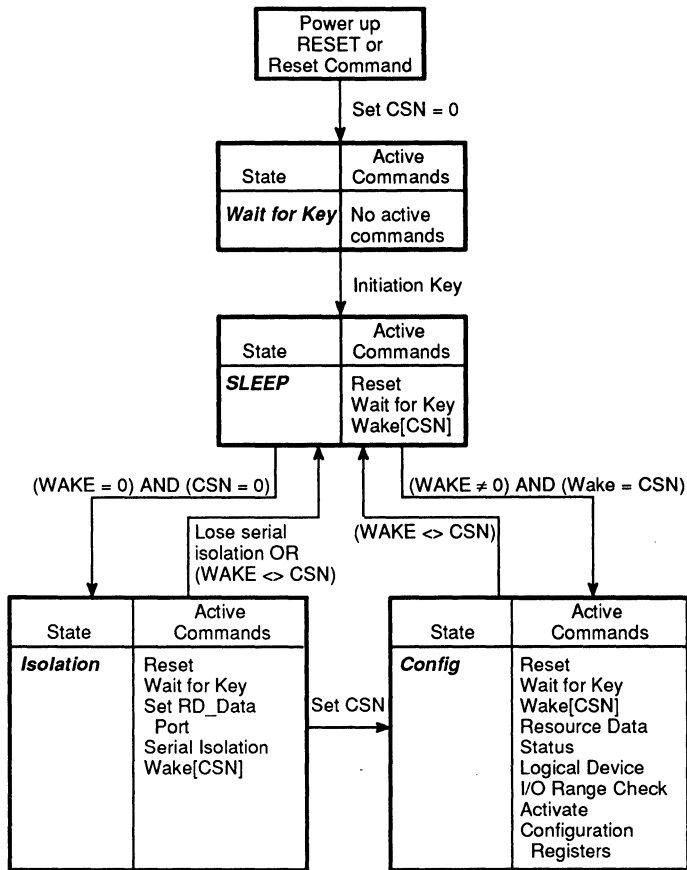 Power up
RESET or
Reset Command
Set CSN = 0
State
Active
Commands
Wait for Key
No active
commands
Initiation Key
State
Active
Commands
SLEEP
Reset
Wait for Key
Wake[CSN]
(WAKE = 0) AND (CSN = 0)
(WAKE ≠ 0) AND (Wake = CSN)
Lose serial
isolation OR
(WAKE <> CSN)
(WAKE <> CSN)
State
Active
Commands
Isolation
Reset
Wait for Key
Set RD_Data
Port
Serial Isolation
Wake[CSN]
Set CSN
State
Active
Commands
Config
Reset
Wait for Key
Wake[CSN]
Resource Data
Status
Logical Device
I/O Range Check
Activate
Configuration
Registers